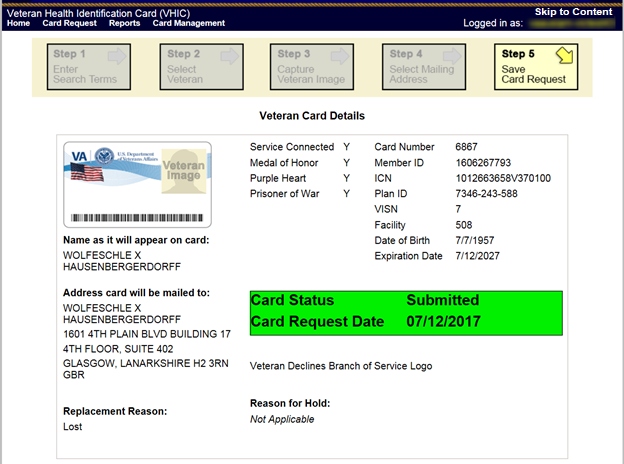 Veteran Health Identification Card (VHIC)
Skip to Content
Home Card Request Reports Card Management
Logged in as:
Step 1
Enter
Search Terms
Step 2
Select
Veteran
Step 3
Capture
Veteran Image
Step 4
Select Mailing
Address
Step 5
Save
Card Request
Veteran Card Details
VA
U.S. Department
of Veterans Affairs
Veteran
Image
Name as it will appear on card:
WOLFESCHLE X
HAUSENBERGERDORFF
Address card will be mailed to:
WOLFESCHLE X
HAUSENBERGERDORFF
1601 4TH PLAIN BLVD BUILDING 17
4TH FLOOR, SUITE 402
GLASGOW, LANARKSHIRE H2 3RN
GBR
Replacement Reason:
Lost
Service Connected Y
Medal of Honor Y
Purple Heart Y
Prisoner of War Y
Card Number 6867
Member ID 1606267793
ICN 1012663658V370100
Plan ID 7346-243-588
VISN 7
Facility 508
Date of Birth 7/7/1957
Expiration Date 7/12/2027
Card Status Submitted
Card Request Date 07/12/2017
Veteran Declines Branch of Service Logo
Reason for Hold:
Not Applicable